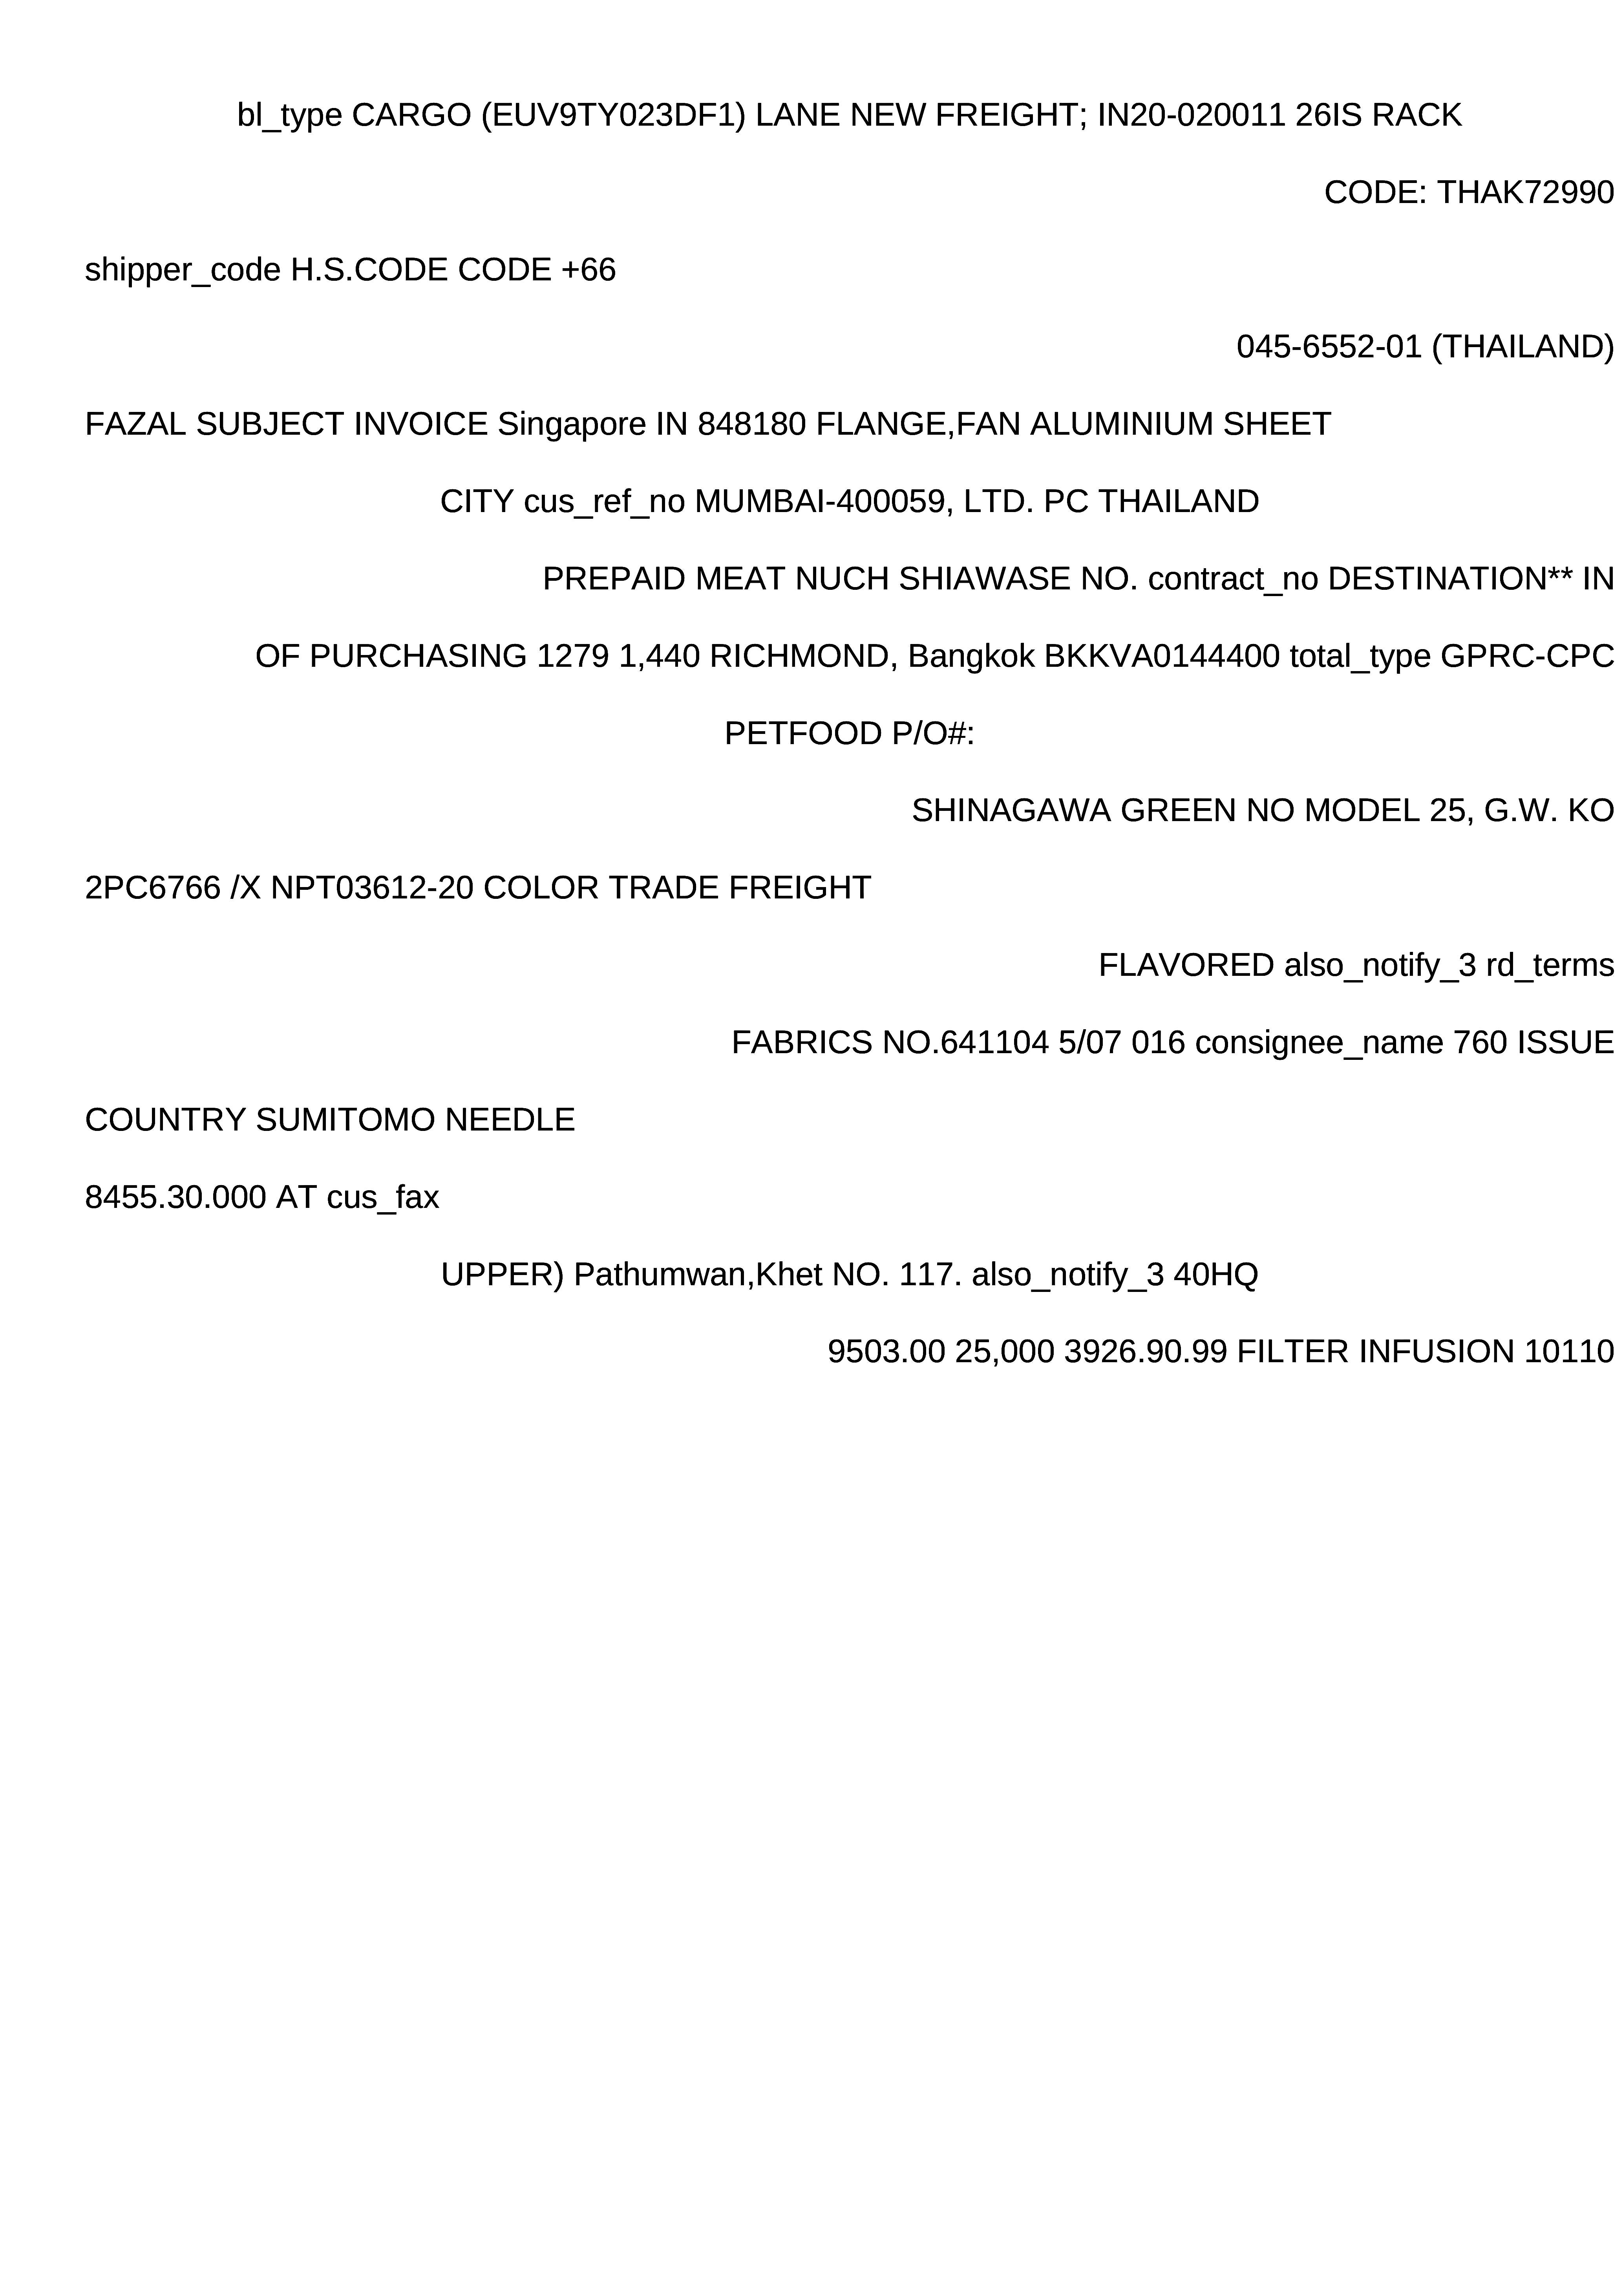 bl_type CARGO (EUV9TY023DF1) LANE NEW FREIGHT; IN20-020011 26IS RACK
CODE: THAK72990
shipper_code H.S.CODE CODE +66
045-6552-01 (THAILAND)
FAZAL SUBJECT INVOICE Singapore IN 848180 FLANGE,FAN ALUMINIUM SHEET
CITY cus_ref_no MUMBAI-400059, LTD. PC THAILAND
PREPAID MEAT NUCH SHIAWASE NO. contract_no DESTINATION** IN
OF PURCHASING 1279 1,440 RICHMOND, Bangkok BKKVA0144400 total_type GPRC-CPC
PETFOOD P/O#:
SHINAGAWA GREEN NO MODEL 25, G.W. KO
2PC6766 /X NPT03612-20 COLOR TRADE FREIGHT
FLAVORED also_notify_3 rd_terms
FABRICS NO.641104 5/07 016 consignee_name 760 ISSUE
COUNTRY SUMITOMO NEEDLE
8455.30.000 AT cus_fax
UPPER) Pathumwan,Khet NO. 117. also_notify_3 40HQ
9503.00 25,000 3926.90.99 FILTER INFUSION 10110